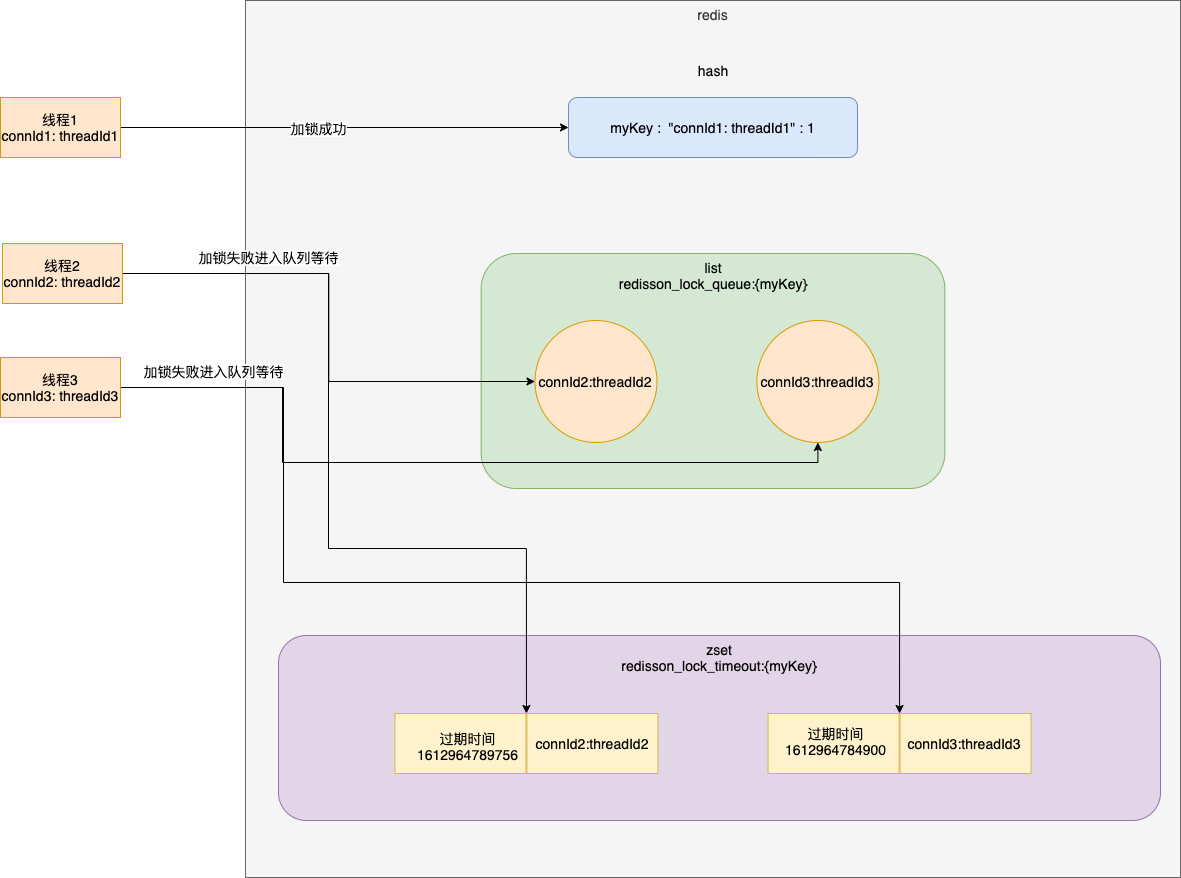 redis
hash
线程1
connId1: threadId1
加锁成功
myKey : "connId1: threadId1" : 1
线程2
connId2: threadId2
加锁失败进入队列等待
list
redisson_lock_queue:{myKey}
线程3
connId3: threadId3
加锁失败进入队列等待
connId2:threadId2
connId3:threadId3
zset
redisson_lock_timeout:{myKey}
过期时间
1612964789756
connId2:threadId2
过期时间
1612964784900
connId3:threadId3